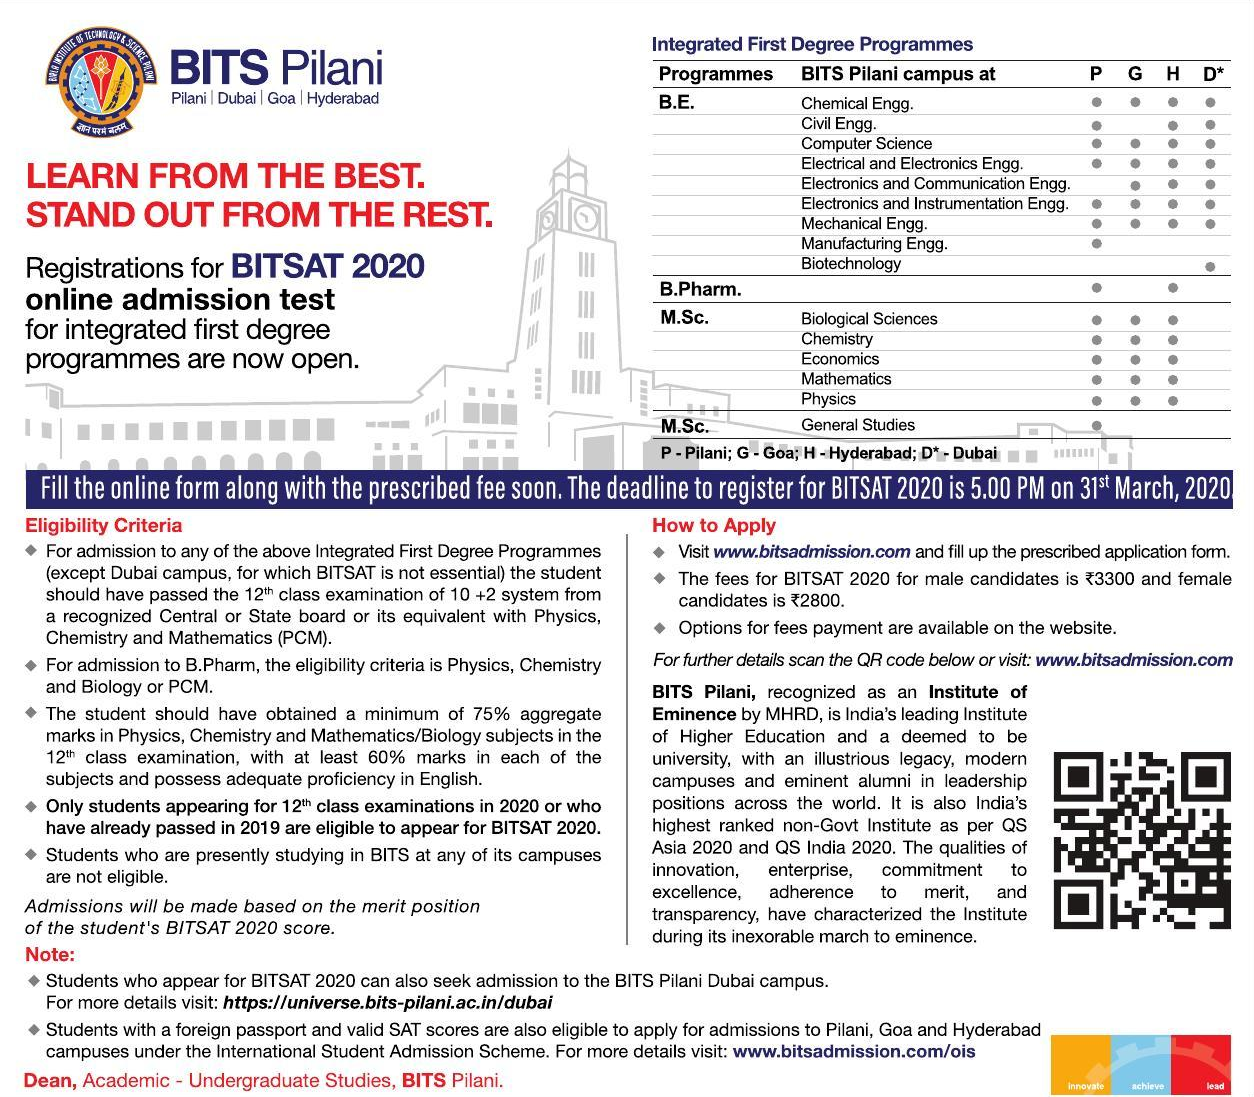 BIRLA INSTITUTE OF TECHNOLOGY & SCIENCE PILANI
ज्ञानं परमं बलम्
BITS Pilani
Pilani | Dubai | Goa | Hyderabad
LEARN FROM THE BEST.
STAND OUT FROM THE REST.
Registrations for BITSAT 2020
online admission test
for integrated first degree
programmes are now open.
Integrated First Degree Programmes
Programmes BITS Pilani campus at P G H D*
B.E. Chemical Engg. ● ● ● ●
Civil Engg. ● ● ●
Computer Science ● ● ● ●
Electrical and Electronics Engg. ● ● ● ●
Electronics and Communication Engg. ● ● ●
Electronics and Instrumentation Engg. ● ● ● ●
Mechanical Engg. ● ● ● ●
Manufacturing Engg. ●
Biotechnology ●
B.Pharm. ● ●
M.Sc. Biological Sciences ● ● ●
Chemistry ● ● ●
Economics ● ● ●
Mathematics ● ● ●
Physics ● ● ●
M.Sc. General Studies ●
P - Pilani; G - Goa; H - Hyderabad; D* - Dubai
Fill the online form along with the prescribed fee soon. The deadline to register for BITSAT 2020 is 5.00 PM on 31st March, 2020.
Eligibility Criteria
◆ For admission to any of the above Integrated First Degree Programmes
(except Dubai campus, for which BITSAT is not essential) the student
should have passed the 12th class examination of 10 +2 system from
a recognized Central or State board or its equivalent with Physics,
Chemistry and Mathematics (PCM).
◆ For admission to B.Pharm, the eligibility criteria is Physics, Chemistry
and Biology or PCM.
◆ The student should have obtained a minimum of 75% aggregate
marks in Physics, Chemistry and Mathematics/Biology subjects in the
12th class examination, with at least 60% marks in each of the
subjects and possess adequate proficiency in English.
◆ Only students appearing for 12th class examinations in 2020 or who
have already passed in 2019 are eligible to appear for BITSAT 2020.
◆ Students who are presently studying in BITS at any of its campuses
are not eligible.
Admissions will be made based on the merit position
of the student's BITSAT 2020 score.
How to Apply
◆ Visit www.bitsadmission.com and fill up the prescribed application form.
◆ The fees for BITSAT 2020 for male candidates is ₹3300 and female
candidates is ₹2800.
◆ Options for fees payment are available on the website.
For further details scan the QR code below or visit: www.bitsadmission.com
BITS Pilani, recognized as an Institute of
Eminence by MHRD, is India's leading Institute
of Higher Education and a deemed to be
university, with an illustrious legacy, modern
campuses and eminent alumni in leadership
positions across the world. It is also India's
highest ranked non-Govt Institute as per QS
Asia 2020 and QS India 2020. The qualities of
innovation, enterprise, commitment to
excellence, adherence to merit, and
transparency, have characterized the Institute
during its inexorable march to eminence.
Note:
◆ Students who appear for BITSAT 2020 can also seek admission to the BITS Pilani Dubai campus.
For more details visit: https://universe.bits-pilani.ac.in/dubai
◆ Students with a foreign passport and valid SAT scores are also eligible to apply for admissions to Pilani, Goa and Hyderabad
campuses under the International Student Admission Scheme. For more details visit: www.bitsadmission.com/ois
Dean, Academic - Undergraduate Studies, BITS Pilani.
innovate achieve lead